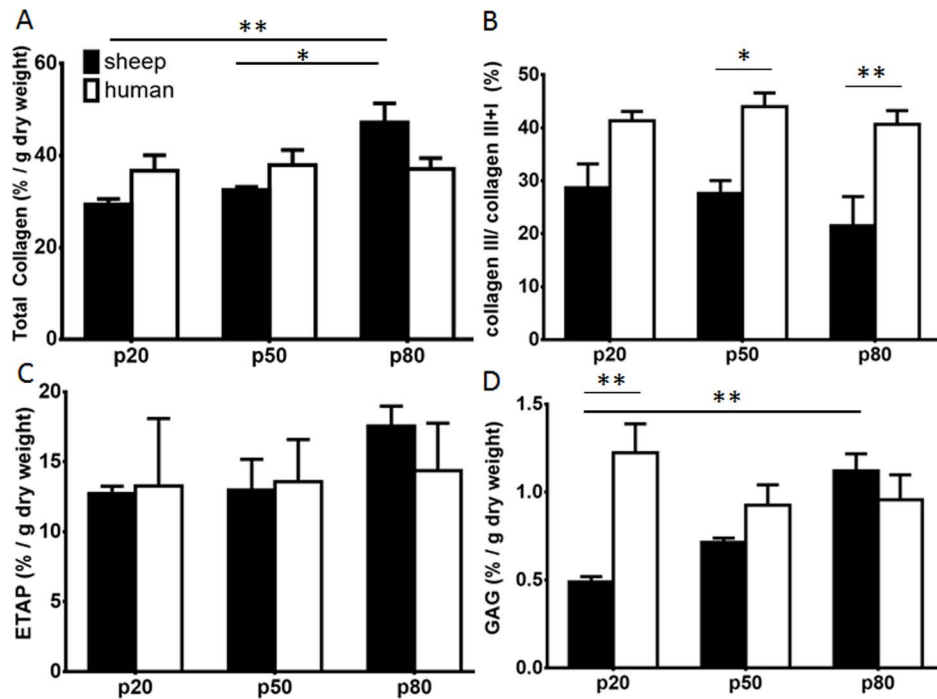 A
**
*
sheep
human
60
40
20
0
Total Collagen (% / g dry weight)
p20 p50 p80
B
*
**
50
40
30
20
10
0
collagen III/ collagen III+I (%)
p20 p50 p80
C
20
15
10
5
0
ETAP (% / g dry weight)
p20 p50 p80
D
**
**
1.5
1.0
0.5
0.0
GAG (% / g dry weight)
p20 p50 p80